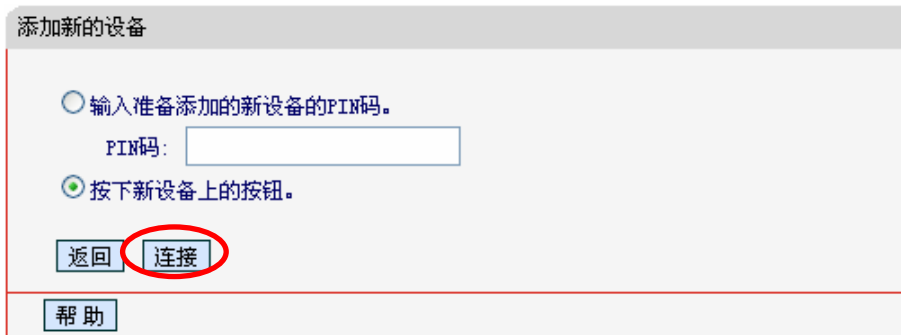 添加新的设备
输入准备添加的新设备的PIN码。
PIN码:
按下新设备上的按钮。
返回 连接
帮助